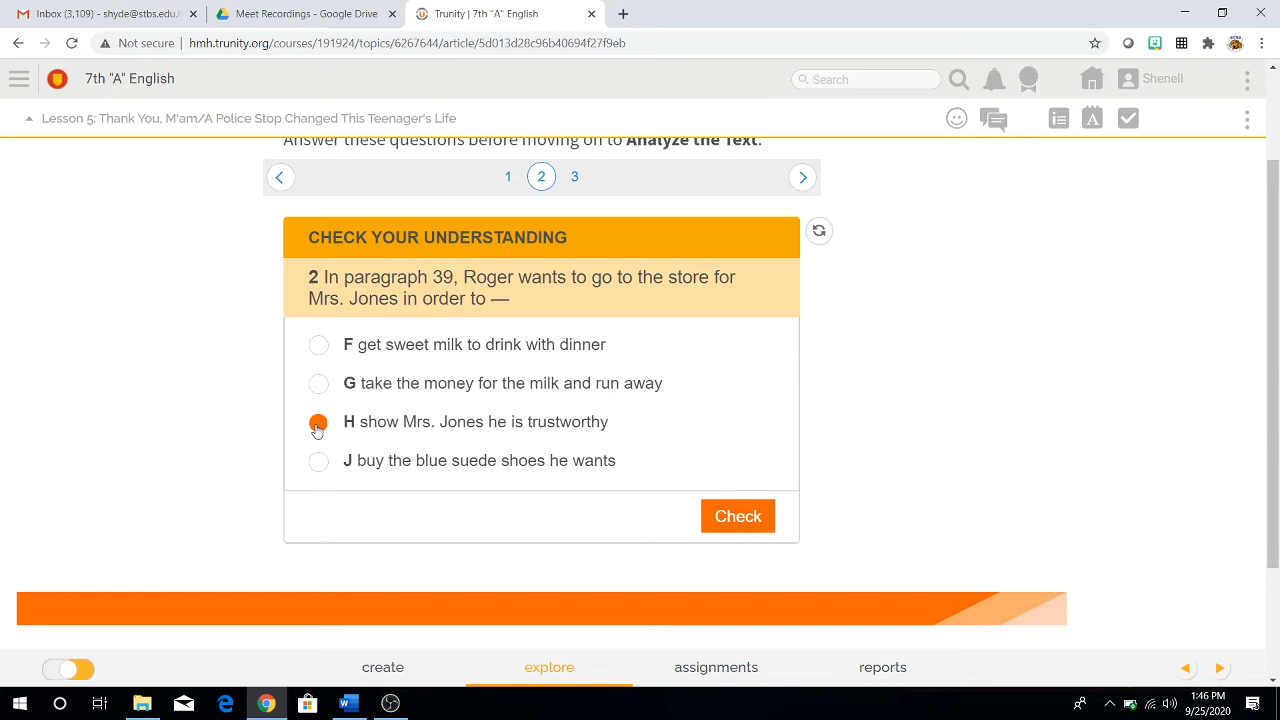 Inbox (3,109) - shyde@stbs.edu.h
Meet Recordings - Google Drive
Trunity | 7th "A" English
Not secure
hmh.trunity.org/courses/191924/topics/6267644/article/5d013d28c96b40694f27f9eb
7th "A" English
Search
Shenell
Lesson 5: Thank You, M'am/A Police Stop Changed This Teenager's Life
Answer these questions before moving on to Analyze the Text.
1 2 3
CHECK YOUR UNDERSTANDING
2 In paragraph 39, Roger wants to go to the store for
Mrs. Jones in order to —
F get sweet milk to drink with dinner
G take the money for the milk and run away
H show Mrs. Jones he is trustworthy
J buy the blue suede shoes he wants
Check
create explore assignments reports
1:46 PM
9/25/2020